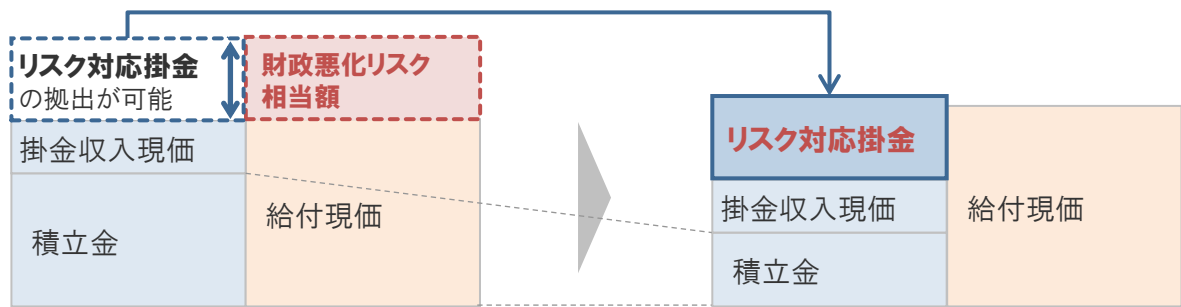 リスク対応掛金
の拠出が可能
財政悪化リスク
相当額
掛金収入現価
積立金
給付現価
リスク対応掛金
掛金収入現価
積立金
給付現価